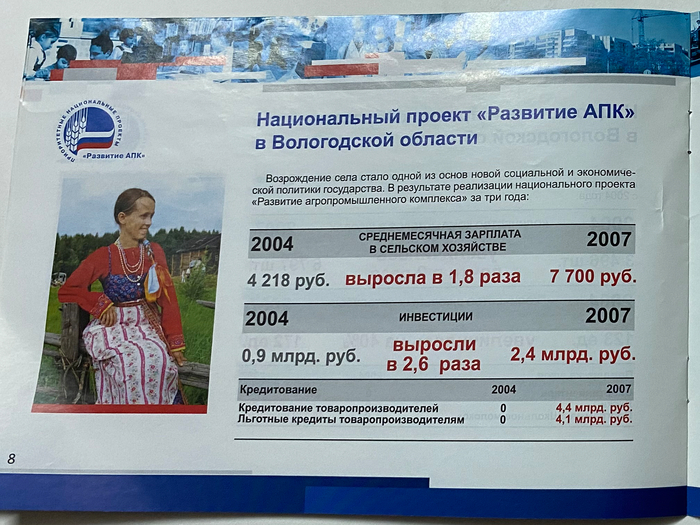 ПРИОРИТЕТНЫЕ НАЦИОНАЛЬНЫЕ ПРОЕКТЫ
«Развитие АПК»
Национальный проект «Развитие АПК»
в Вологодской области
Возрождение села стало одной из основ новой социальной и экономиче-
ской политики государства. В результате реализации национального проекта
«Развитие агропромышленного комплекса» за три года:
2004 СРЕДНЕМЕСЯЧНАЯ ЗАРПЛАТА В СЕЛЬСКОМ ХОЗЯЙСТВЕ 2007
4 218 руб. выросла в 1,8 раза 7 700 руб.
2004 ИНВЕСТИЦИИ 2007
0,9 млрд. руб. выросли в 2,6 раза 2,4 млрд. руб.
Кредитование 2004 2007
Кредитование товаропроизводителей 0 4,4 млрд. руб.
Льготные кредиты товаропроизводителям 0 4,1 млрд. руб.
8